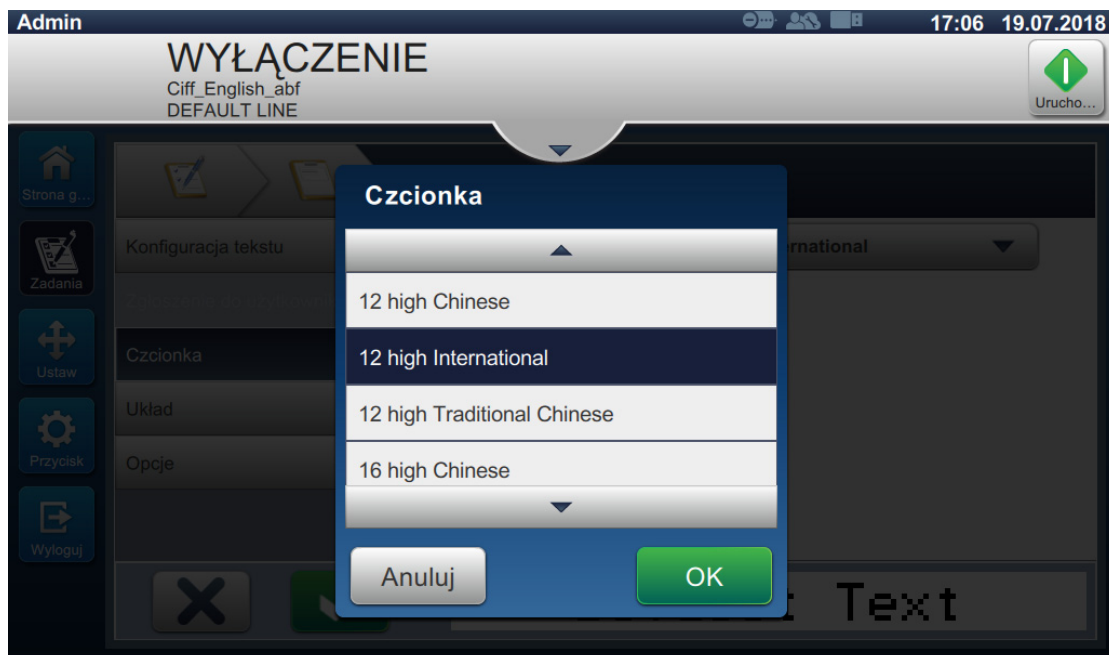 Admin 17:06 19.07.2018
WYŁĄCZENIE
Ciff_English_abf
DEFAULT LINE
Urucho...
Strona g...
Czcionka
Konfiguracja tekstu
Zadania
12 high Chinese
12 high International
Czcionka
Ustaw
12 high Traditional Chinese
Układ
16 high Chinese
Opcje
Przycisk
Wyloguj
Anuluj
OK
Text